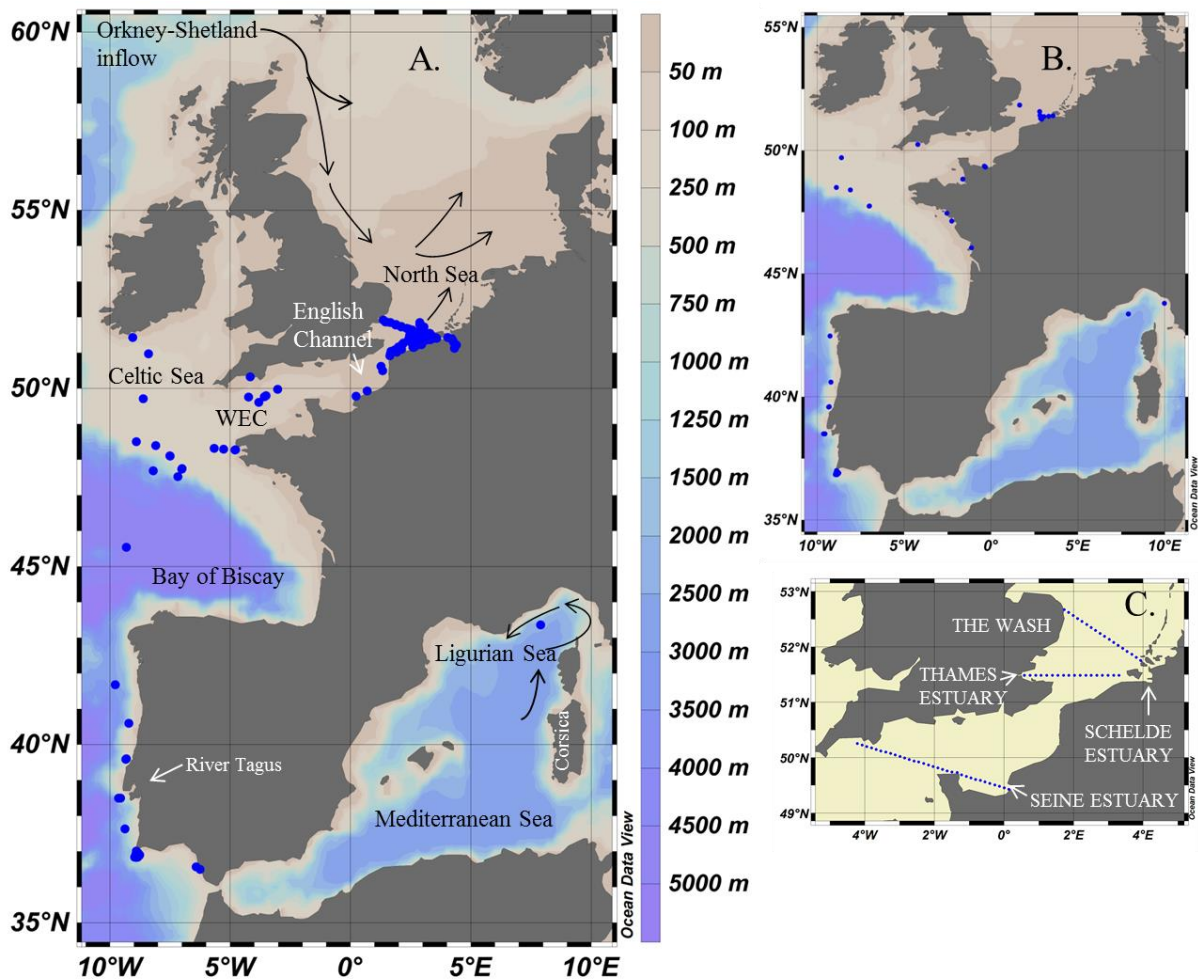 60°N
55°N
50°N
45°N
40°N
35°N
10°W
5°W
0°
5°E
10°E
Orkney-Shetland
inflow
A.
North Sea
English
Channel
Celtic Sea
WEC
Bay of Biscay
Ligurian Sea
Corsica
River Tagus
Mediterranean Sea
Ocean Data View
50 m
100 m
250 m
500 m
750 m
1000 m
1250 m
1500 m
2000 m
2500 m
3000 m
3500 m
4000 m
4500 m
5000 m
55°N
50°N
45°N
40°N
35°N
10°W
5°W
0°
5°E
10°E
B.
Ocean Data View
53°N
52°N
51°N
50°N
49°N
4°W
2°W
0°
2°E
4°E
C.
THE WASH
THAMES
ESTUARY
SCHELDE
ESTUARY
SEINE ESTUARY
Ocean Data View